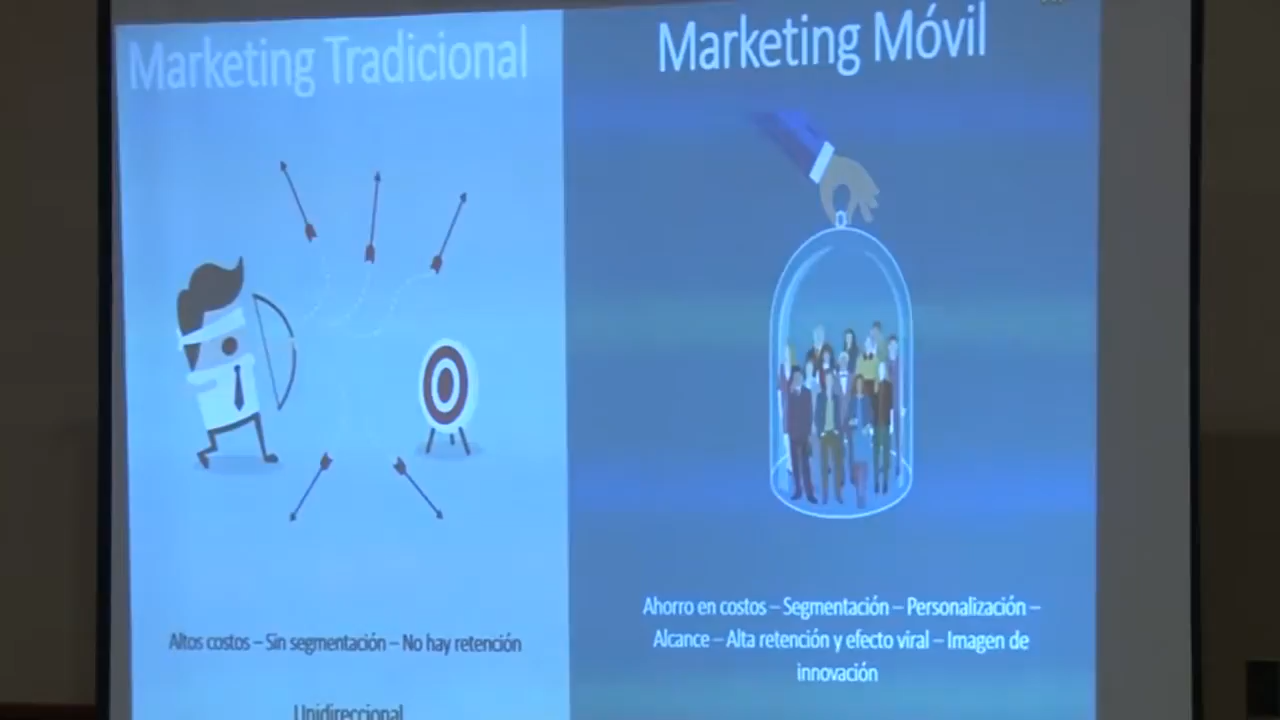 Marketing Tradicional
Altos costos – Sin segmentación – No hay retención
Unidireccional
Marketing Móvil
Ahorro en costos – Segmentación – Personalización –
Alcance – Alta retención y efecto viral – Imagen de
innovación